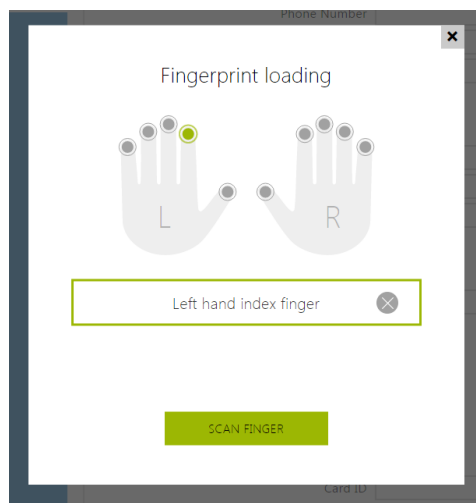 Phone Number
Fingerprint loading
L R
Left hand index finger
SCAN FINGER
Card ID